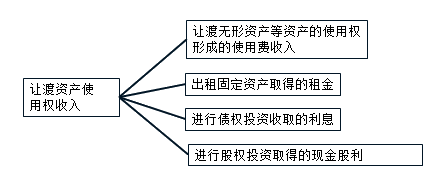 让渡无形资产等资产的使用权
形成的使用费收入
让渡资产使
用权收入
出租固定资产取得的租金
进行债权投资收取的利息
进行股权投资取得的现金股利